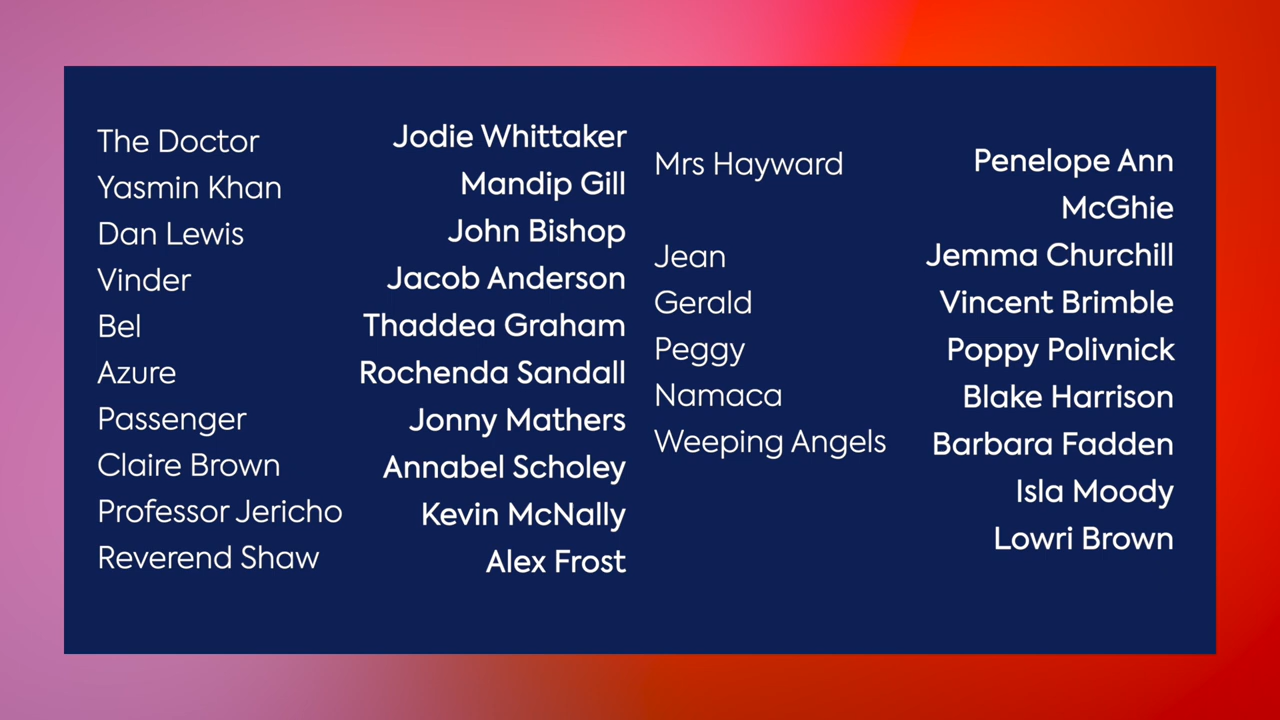 The Doctor Jodie Whittaker
Yasmin Khan Mandip Gill
Dan Lewis John Bishop
Vinder Jacob Anderson
Bel Thaddea Graham
Azure Rochenda Sandall
Passenger Jonny Mathers
Claire Brown Annabel Scholey
Professor Jericho Kevin McNally
Reverend Shaw Alex Frost
Mrs Hayward Penelope Ann
McGhie
Jean Jemma Churchill
Gerald Vincent Brimble
Peggy Poppy Polivnick
Namaca Blake Harrison
Weeping Angels Barbara Fadden
Isla Moody
Lowri Brown